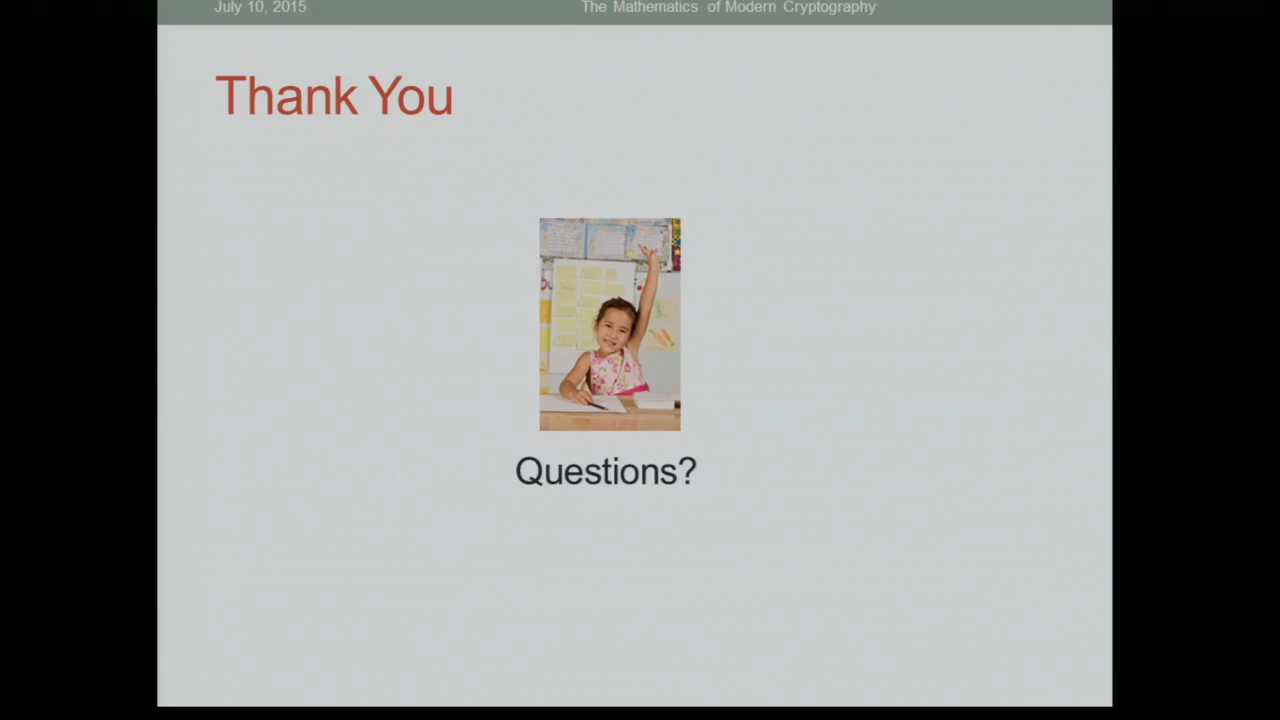 July 10, 2015 The Mathematics of Modern Cryptography
Thank You
Questions?